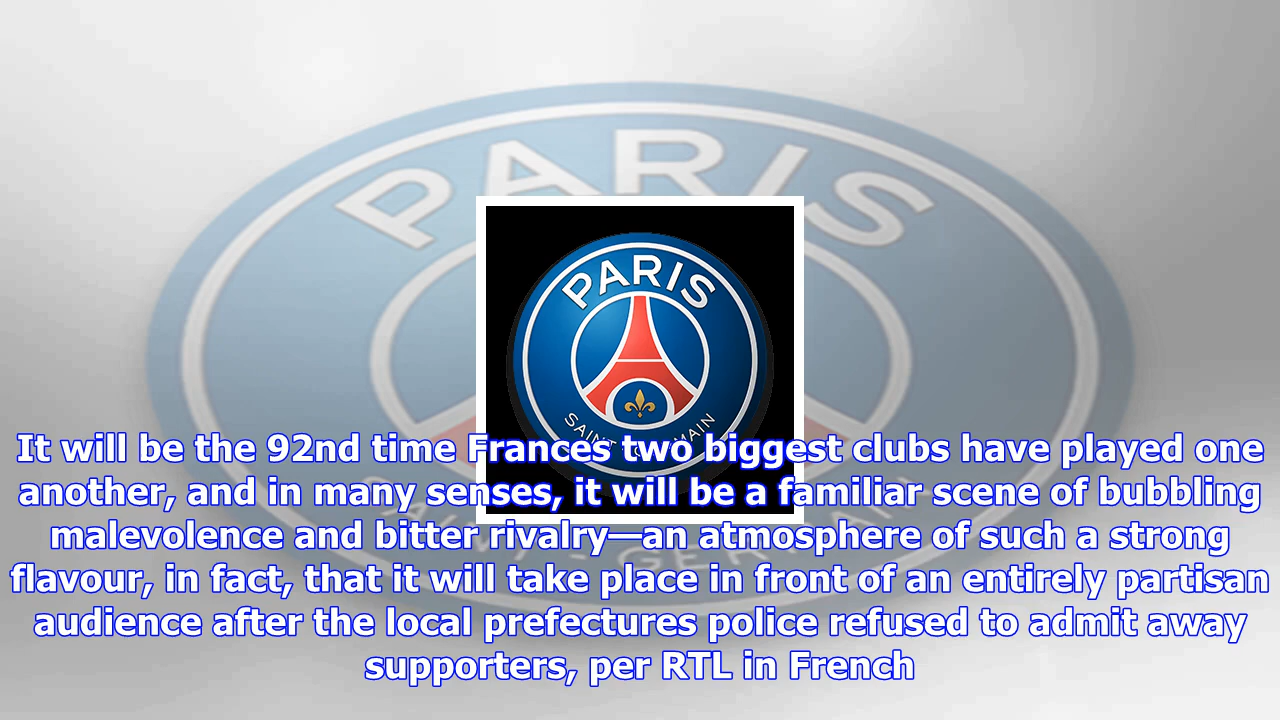 PARIS
PARIS
It will be the 92nd time Frances two biggest clubs have played one
another, and in many senses, it will be a familiar scene of bubbling
malevolence and bitter rivalry—an atmosphere of such a strong
flavour, in fact, that it will take place in front of an entirely partisan
audience after the local prefectures police refused to admit away
supporters, per RTL in French